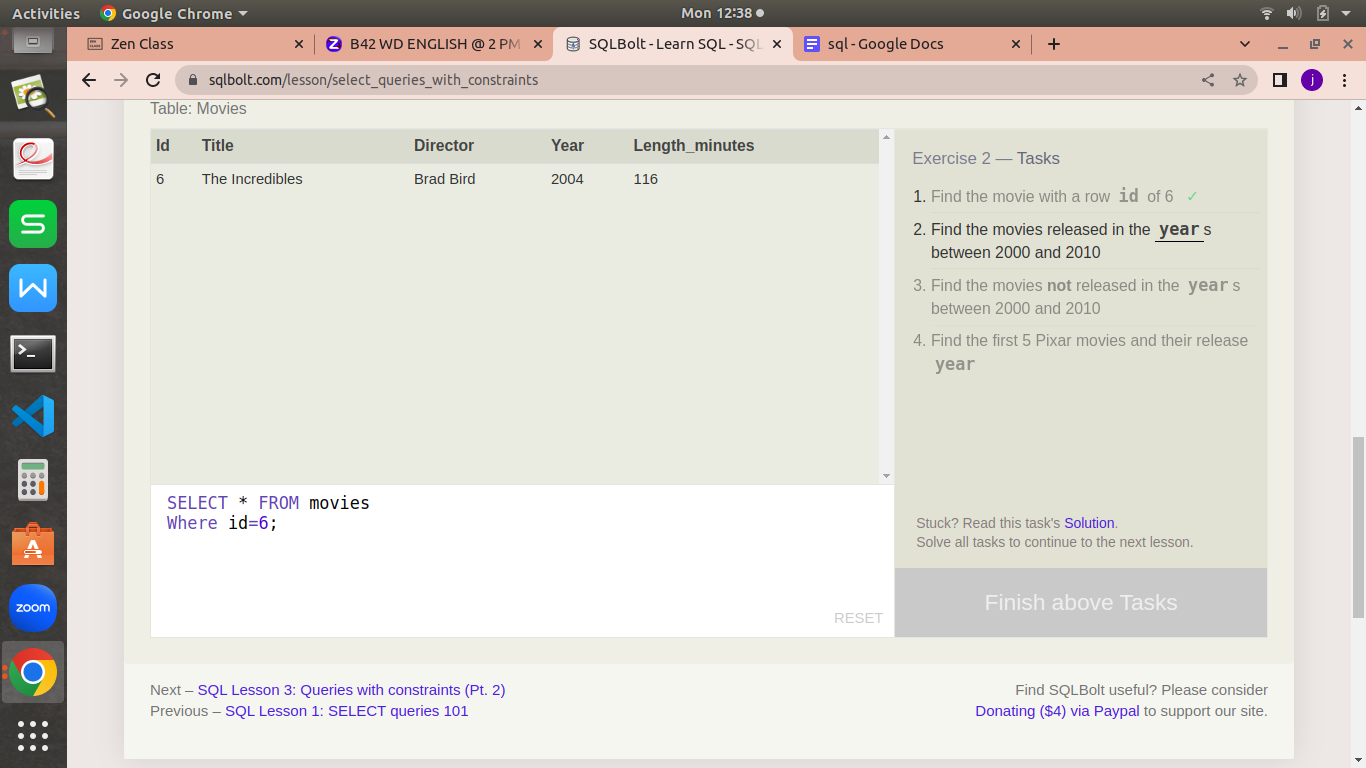 Activities Google Chrome Mon 12:38
Zen Class B42 WD ENGLISH @ 2 PM SQLBolt - Learn SQL - SQL sql - Google Docs
sqlbolt.com/lesson/select_queries_with_constraints j
Table: Movies
Id Title Director Year Length_minutes
6 The Incredibles Brad Bird 2004 116
SELECT * FROM movies
Where id=6;
RESET
Exercise 2 — Tasks
1. Find the movie with a row id of 6 ✓
2. Find the movies released in the years
between 2000 and 2010
3. Find the movies not released in the years
between 2000 and 2010
4. Find the first 5 Pixar movies and their release
year
Stuck? Read this task's Solution.
Solve all tasks to continue to the next lesson.
Finish above Tasks
Next – SQL Lesson 3: Queries with constraints (Pt. 2)
Previous – SQL Lesson 1: SELECT queries 101
Find SQLBolt useful? Please consider
Donating ($4) via Paypal to support our site.
zoom